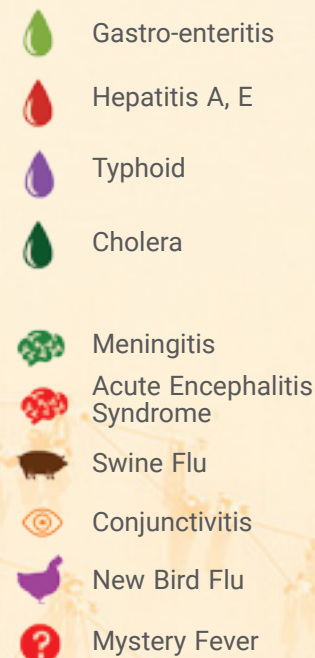 Gastro-enteritis
Hepatitis A, E
Typhoid
Cholera
Meningitis
Acute Encephalitis
Syndrome
Swine Flu
Conjunctivitis
New Bird Flu
?
Mystery Fever